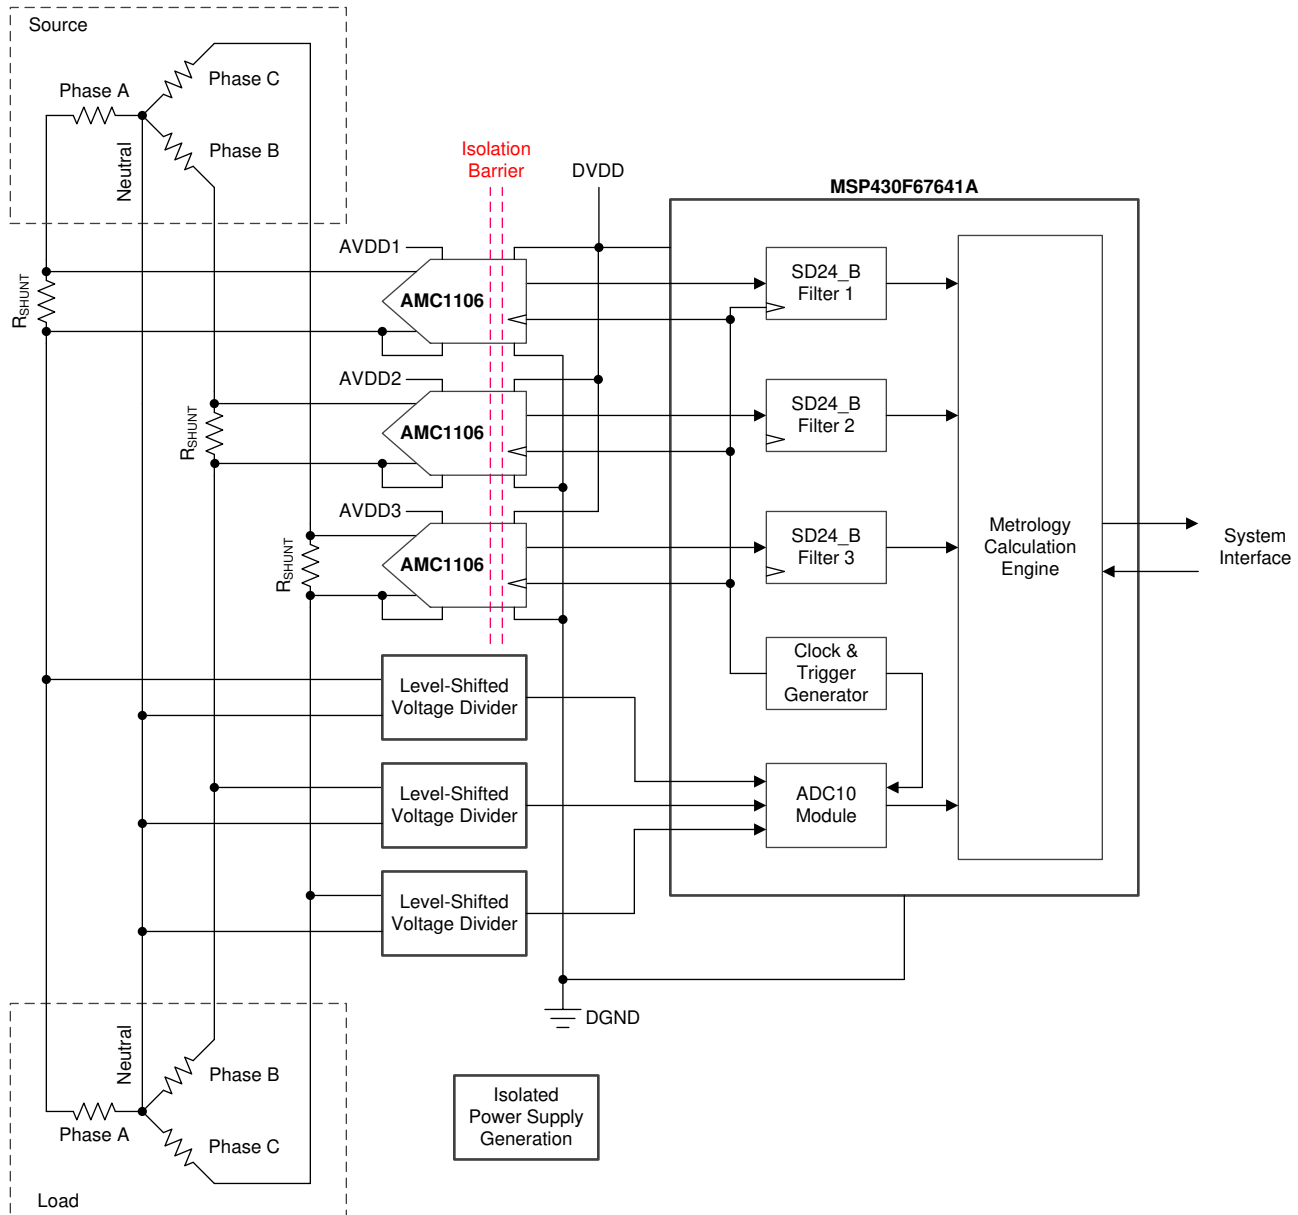 Source
Phase C
Phase A
Phase B
Neutral
Isolation
Barrier
DVDD
MSP430F67641A
AVDD1
AMC1106
RSHUNT
SD24_B
Filter 1
AVDD2
AMC1106
RSHUNT
SD24_B
Filter 2
AVDD3
AMC1106
RSHUNT
SD24_B
Filter 3
Metrology
Calculation
Engine
System
Interface
Clock &
Trigger
Generator
Level-Shifted
Voltage Divider
Level-Shifted
Voltage Divider
ADC10
Module
Level-Shifted
Voltage Divider
DGND
Neutral
Phase B
Phase A
Phase C
Load
Isolated
Power Supply
Generation